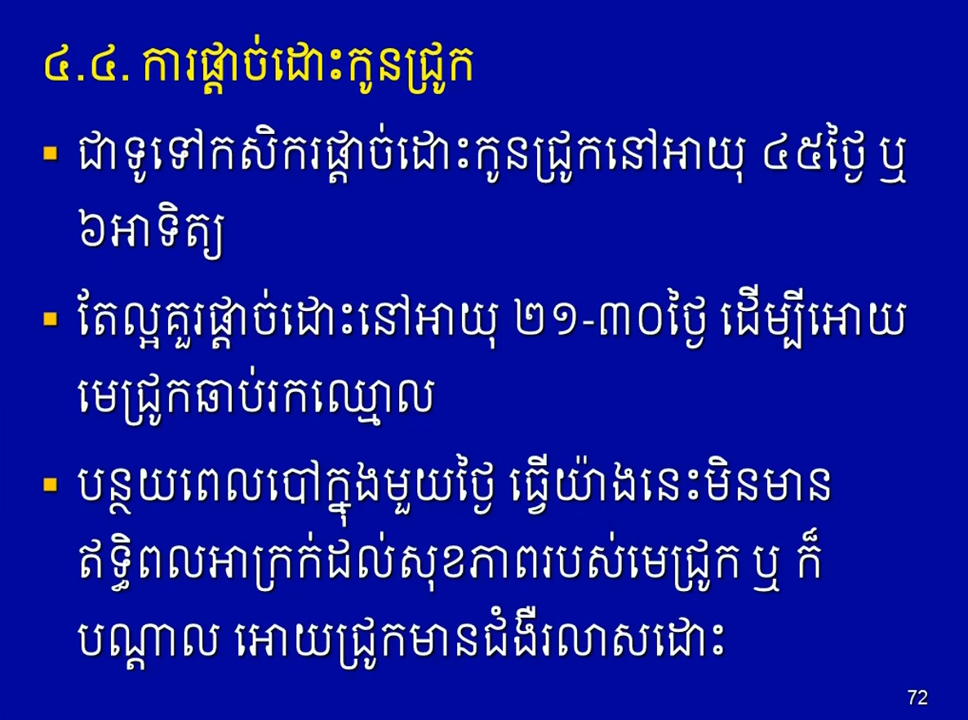 ៤.៤. ការផ្តាច់ដោះកូនជ្រូក
▪ ជាទូទៅកសិករផ្តាច់ដោះកូនជ្រូកនៅអាយុ ៤៥ថ្ងៃ ឬ
៦អាទិត្យ
▪ តែល្អគួរផ្តាច់ដោះនៅអាយុ ២១-៣០ថ្ងៃ ដើម្បីអោយ
មេជ្រូកឆាប់រកឈ្មោល
▪ បន្ថយពេលបៅក្នុងមួយថ្ងៃ ធ្វើយ៉ាងនេះមិនមាន
ឥទ្ធិពលអាក្រក់ដល់សុខភាពរបស់មេជ្រូក ឬ ក៏
បណ្តាល អោយជ្រូកមានជំងឺរលាសដោះ
72